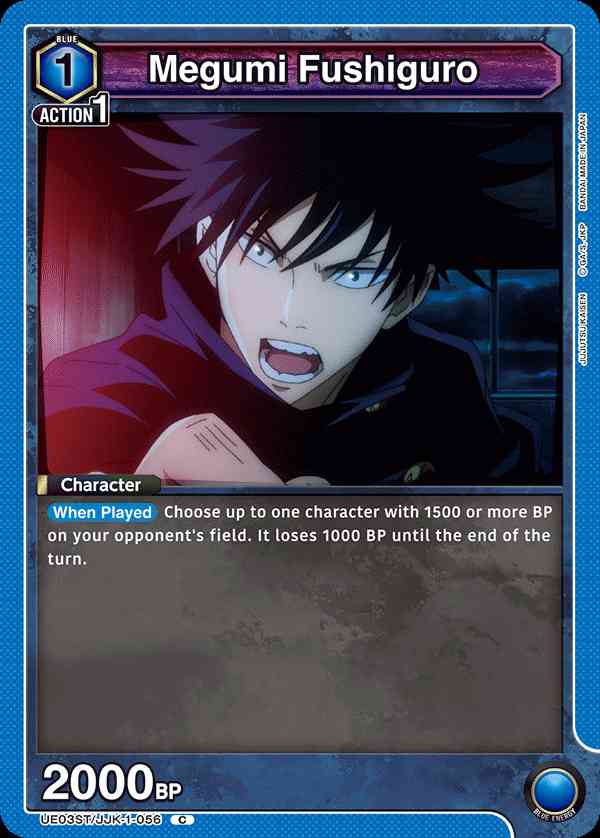 BLUE
1
Megumi Fushiguro
ACTION 1
JUJUTSU KAISEN ©GA/S,JKP BANDAI MADE IN JAPAN
Character
When Played Choose up to one character with 1500 or more BP
on your opponent's field. It loses 1000 BP until the end of the
turn.
2000BP
UE03ST/JJK-1-056 C
BLUE ENERGY